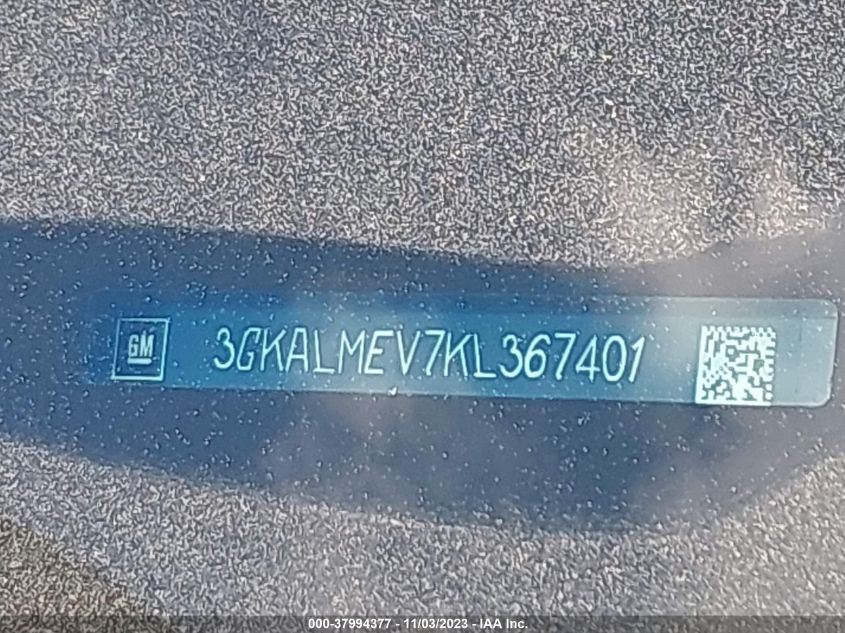 GM 3GKALMEV7KL367401
000-37994377 - 11/03/2023 - IAA Inc.